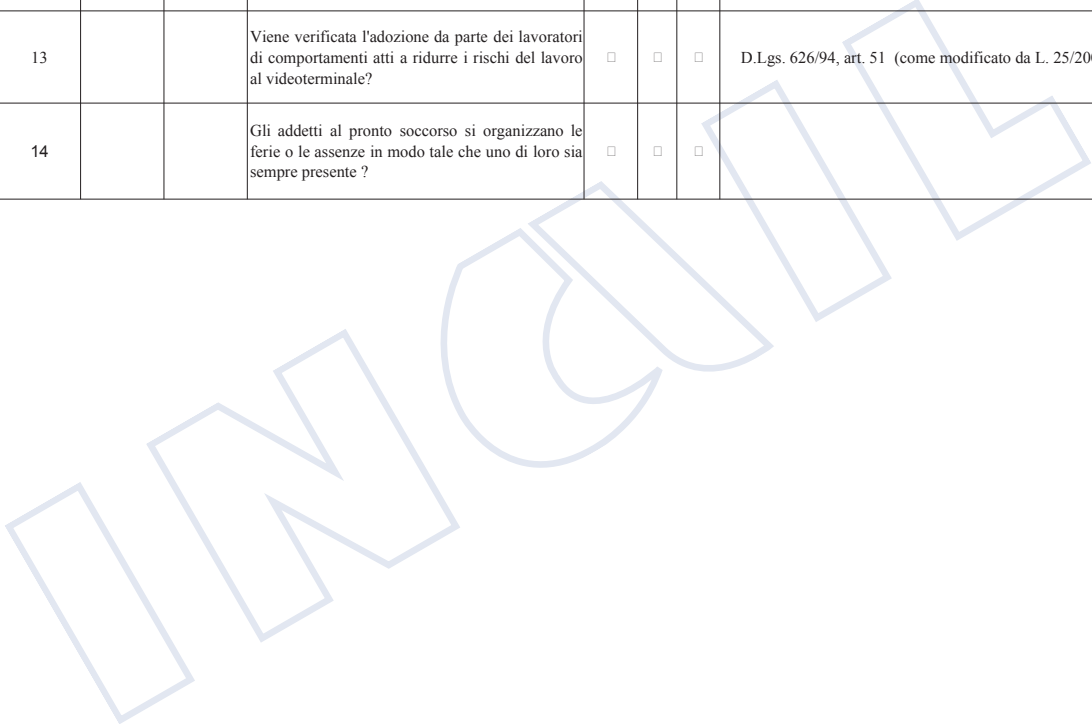 13
Viene verificata l'adozione da parte dei lavoratori
di comportamenti atti a ridurre i rischi del lavoro
al videoterminale?
D.Lgs. 626/94, art. 51 (come modificato da L. 25/20
14
Gli addetti al pronto soccorso si organizzano le
ferie o le assenze in modo tale che uno di loro sia
sempre presente ?
INAIL